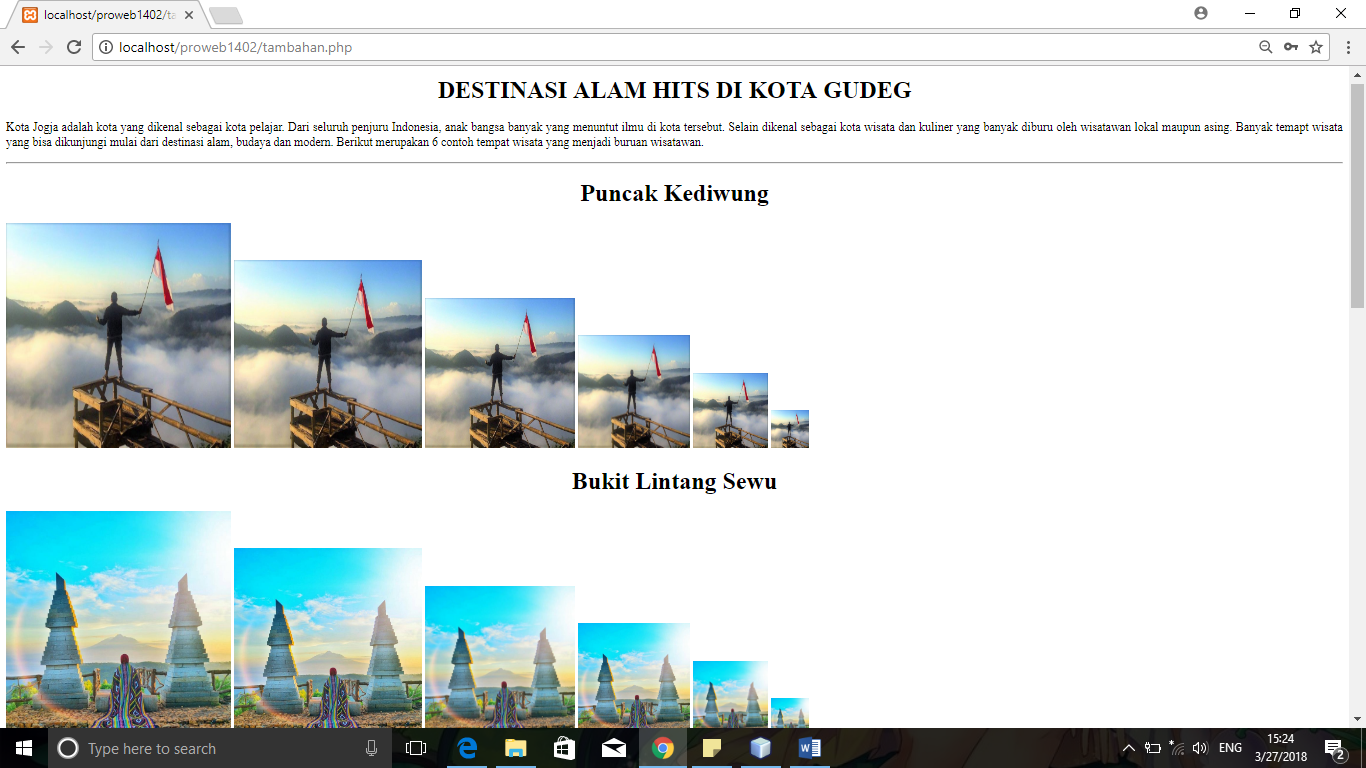 localhost/proweb1402/ta
localhost/proweb1402/tambahan.php
DESTINASI ALAM HITS DI KOTA GUDEG
Kota Jogja adalah kota yang dikenal sebagai kota pelajar. Dari seluruh penjuru Indonesia, anak bangsa banyak yang menuntut ilmu di kota tersebut. Selain dikenal sebagai kota wisata dan kuliner yang banyak diburu oleh wisatawan lokal maupun asing. Banyak temapt wisata
yang bisa dikunjungi mulai dari destinasi alam, budaya dan modern. Berikut merupakan 6 contoh tempat wisata yang menjadi buruan wisatawan.
Puncak Kediwung
Bukit Lintang Sewu
Type here to search
ENG
15:24
3/27/2018
2